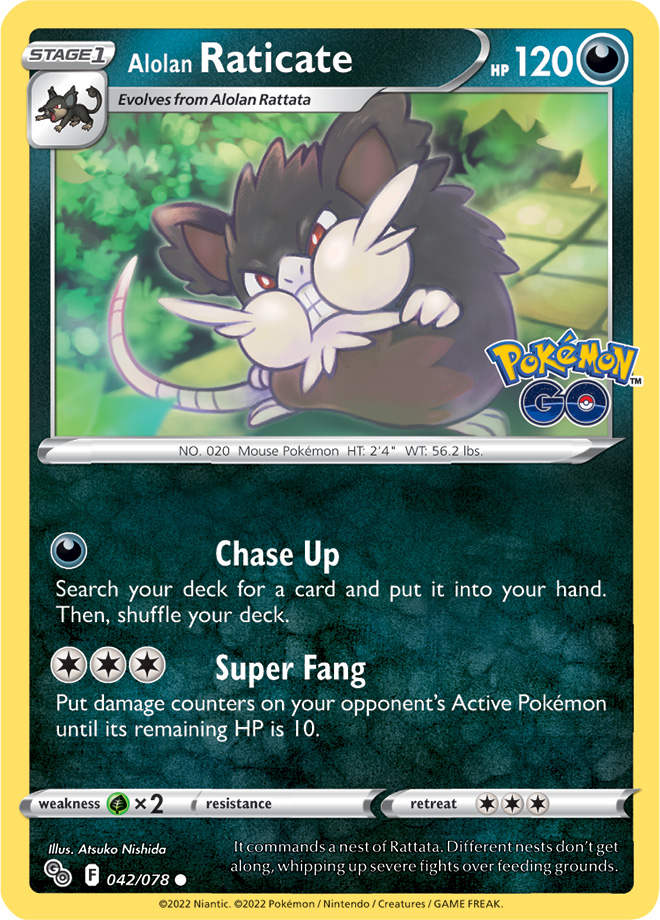 STAGE 1
Alolan Raticate
HP 120
Evolves from Alolan Rattata
Pokémon
TM
GO
NO. 020 Mouse Pokémon HT: 2'4" WT: 56.2 lbs.
Chase Up
Search your deck for a card and put it into your hand.
Then, shuffle your deck.
Super Fang
Put damage counters on your opponent's Active Pokémon
until its remaining HP is 10.
weakness ×2 resistance retreat
Illus. Atsuko Nishida
It commands a nest of Rattata. Different nests don't get
along, whipping up severe fights over feeding grounds.
GO F 042/078
©2022 Niantic. ©2022 Pokémon / Nintendo / Creatures / GAME FREAK.